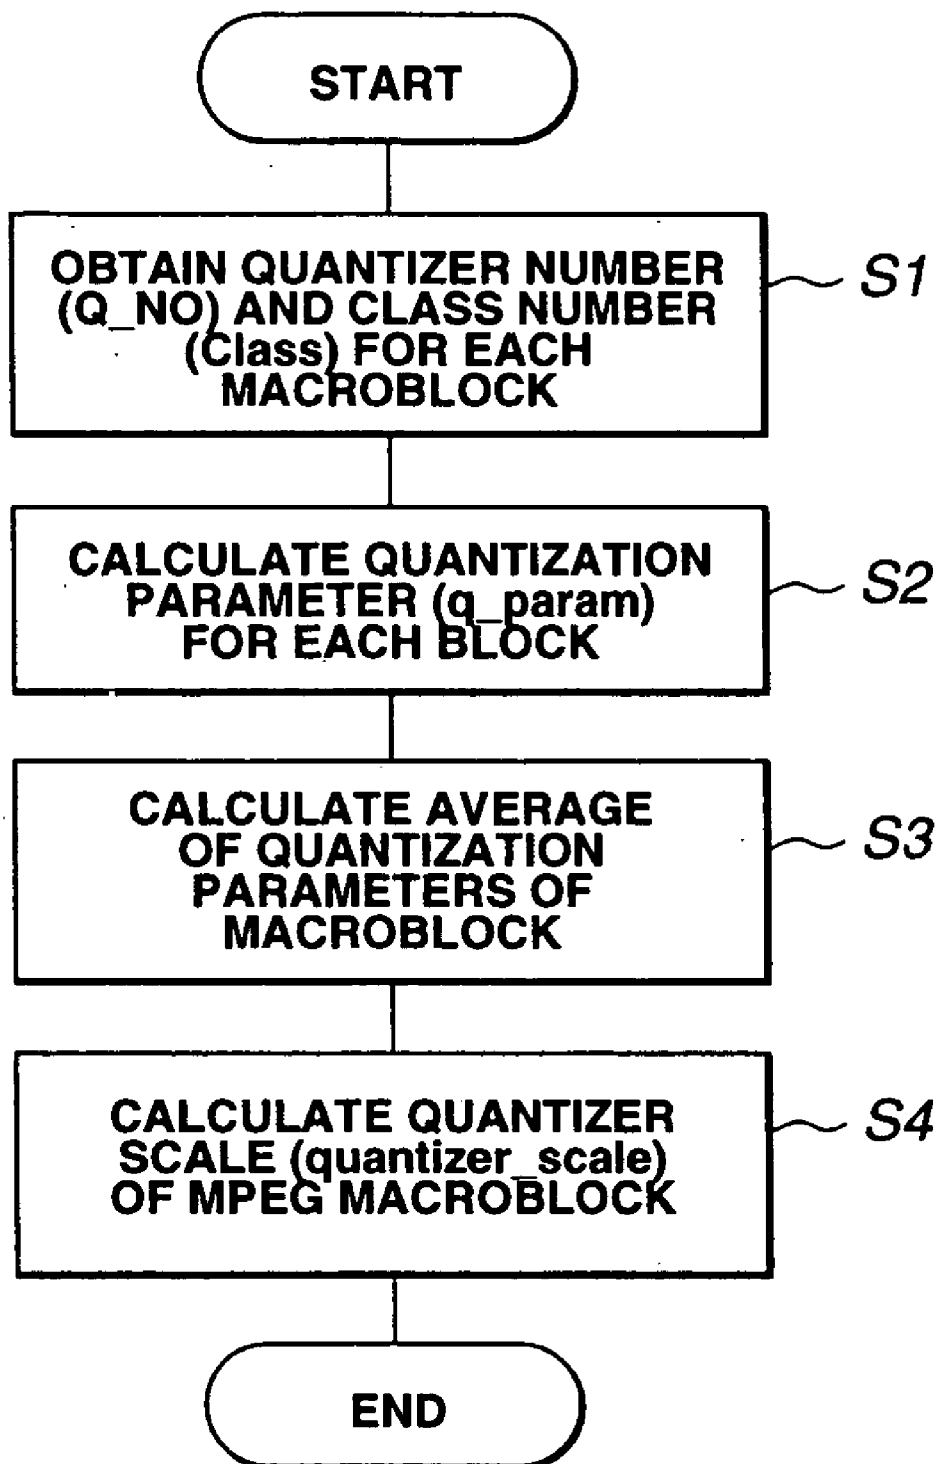 START
OBTAIN QUANTIZER NUMBER
(Q_NO) AND CLASS NUMBER
(Class) FOR EACH
MACROBLOCK
S1
CALCULATE QUANTIZATION
PARAMETER (q_param)
FOR EACH BLOCK
S2
CALCULATE AVERAGE
OF QUANTIZATION
PARAMETERS OF
MACROBLOCK
S3
CALCULATE QUANTIZER
SCALE (quantizer_scale)
OF MPEG MACROBLOCK
S4
END